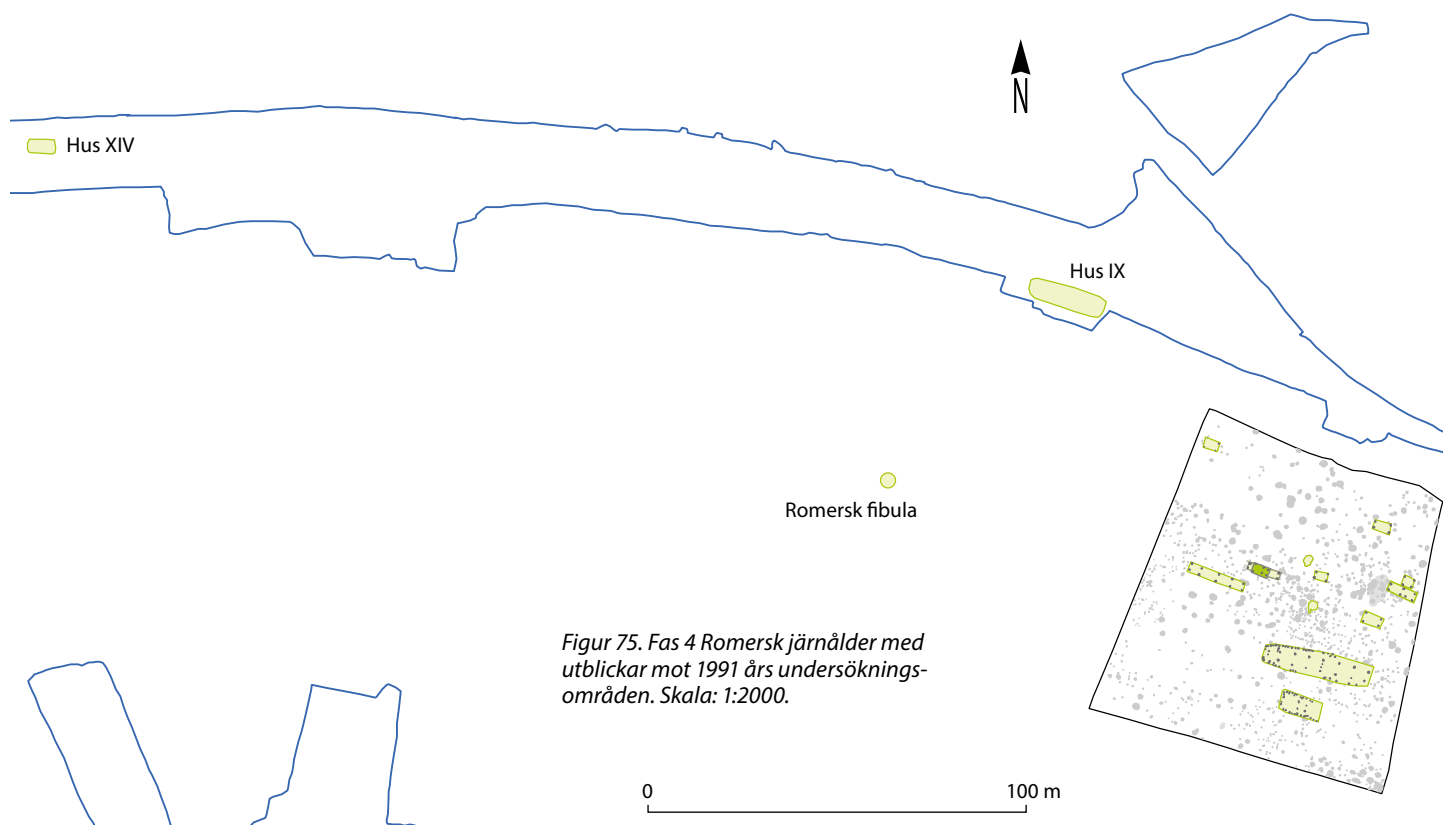 N
Hus XIV
Hus IX
Romersk fibula
Figur 75. Fas 4 Romersk järnålder med
utblickar mot 1991 års undersöknings-
områden. Skala: 1:2000.
0 100 m